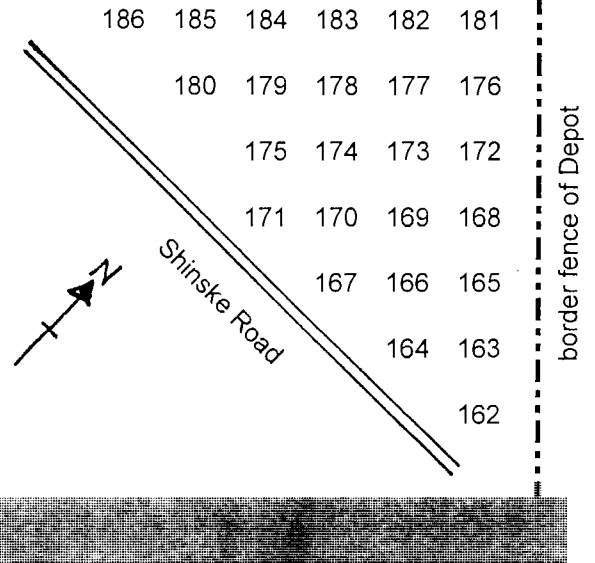 186 185 184 183 182 181
180 179 178 177 176
175 174 173 172
171 170 169 168
167 166 165
164 163
162
Shinske Road
N
border fence of Depot